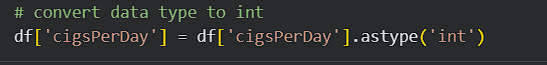 # convert data type to int
df['cigsPerDay'] = df['cigsPerDay'].astype('int')